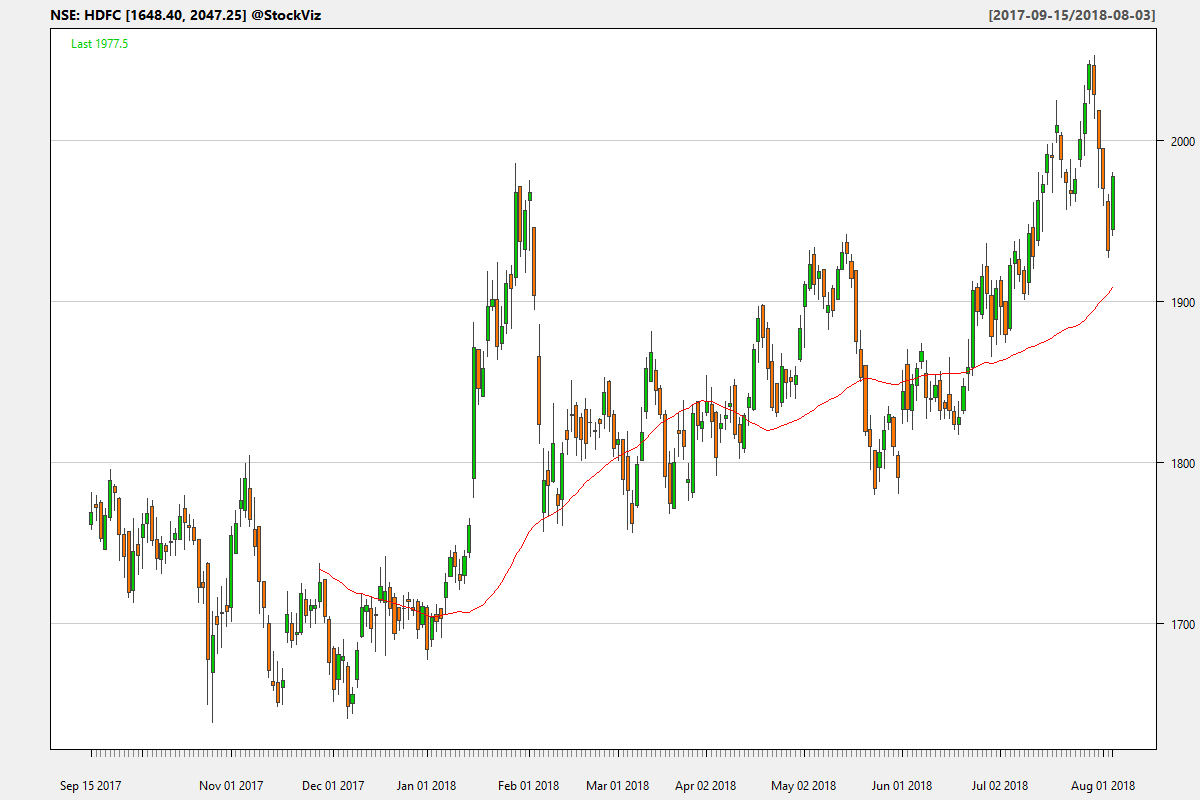 NSE: HDFC [1648.40, 2047.25] @StockViz
[2017-09-15/2018-08-03]
Last 1977.5
2000
1900
1800
1700
Sep 15 2017 Nov 01 2017 Dec 01 2017 Jan 01 2018 Feb 01 2018 Mar 01 2018 Apr 02 2018 May 02 2018 Jun 01 2018 Jul 02 2018 Aug 01 2018